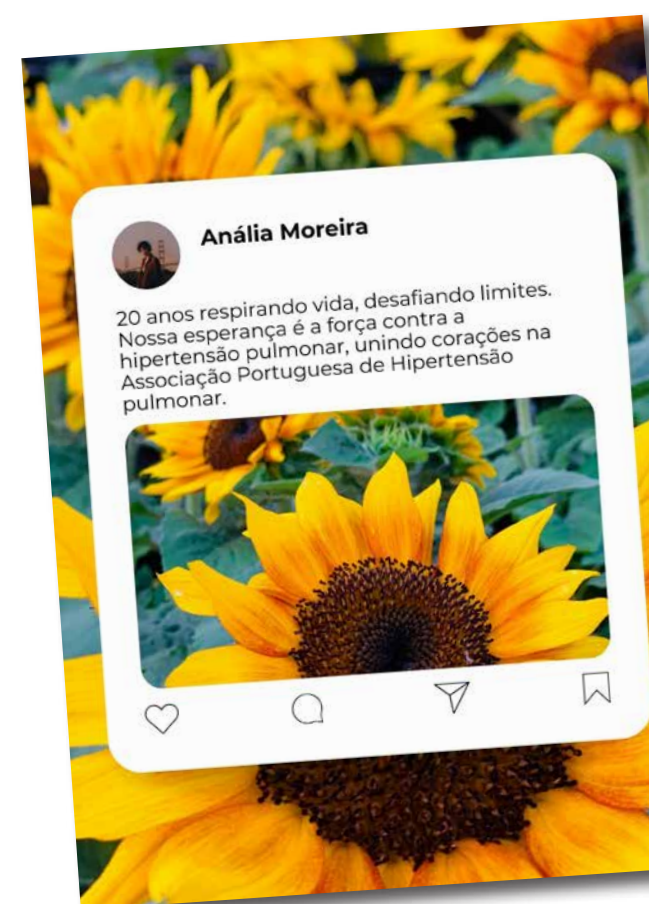 Anália Moreira
20 anos respirando vida, desafiando limites.
Nossa esperança é a força contra a
hipertensão pulmonar, unindo corações na
Associação Portuguesa de Hipertensão
pulmonar.